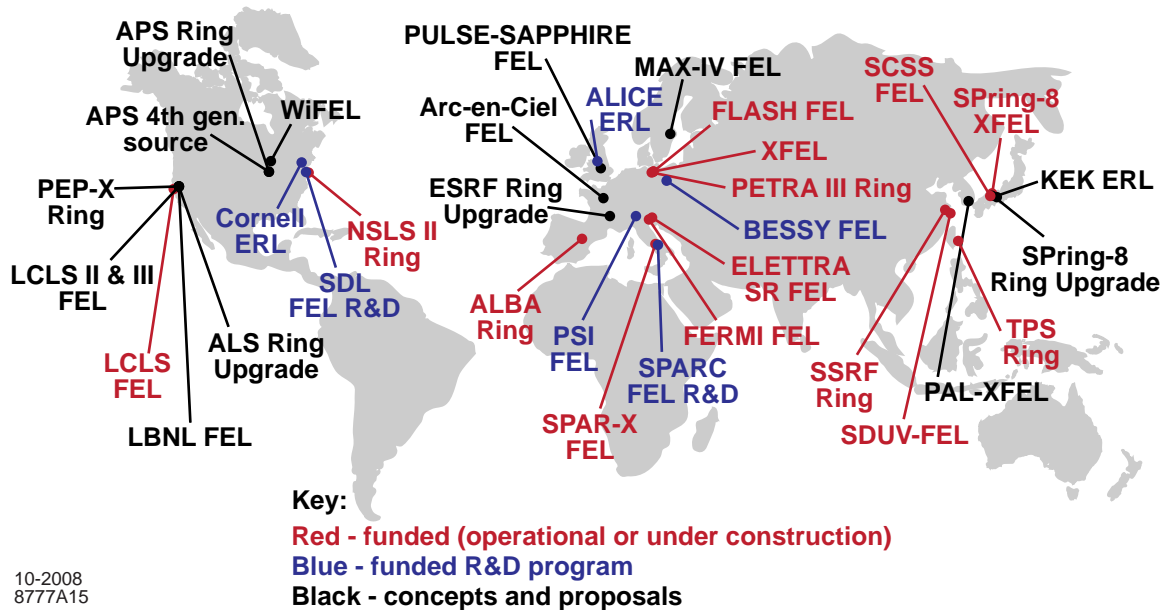 APS Ring
Upgrade
APS 4th gen.
source
WiFEL
PEP-X
Ring
LCLS II & III
FEL
LCLS
FEL
LBNL FEL
ALS Ring
Upgrade
Cornell
ERL
SDL
FEL R&D
NSLS II
Ring
PULSE-SAPPHIRE
FEL
ALICE
ERL
MAX-IV FEL
Arc-en-Ciel
FEL
ESRF Ring
Upgrade
FLASH FEL
XFEL
PETRA III Ring
BESSY FEL
ELETTRA
SR FEL
FERMI FEL
ALBA
Ring
PSI
FEL
SPARC
FEL R&D
SPAR-X
FEL
SCSS
FEL
SPring-8
XFEL
KEK ERL
SPring-8
Ring Upgrade
TPS
Ring
SSRF
Ring
PAL-XFEL
SDUV-FEL
Key:
Red - funded (operational or under construction)
Blue - funded R&D program
Black - concepts and proposals
10-2008
8777A15